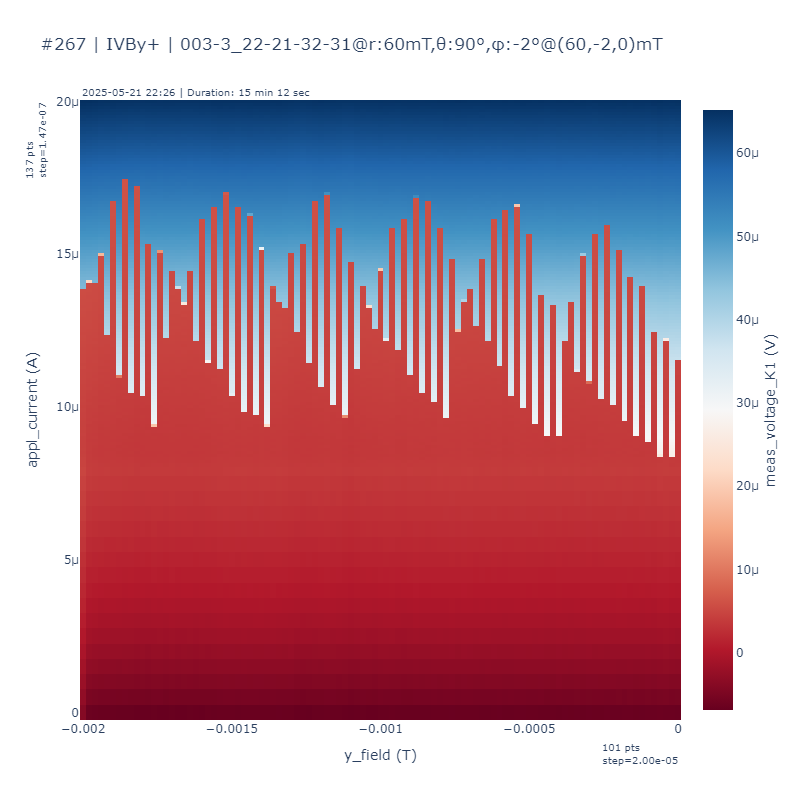 #267 | IVBy+ | 003-3_22-21-32-31@r:60mT,θ:90°,φ:-2°@(60,-2,0)mT
2025-05-21 22:26 | Duration: 15 min 12 sec
137 pts
step=1.47e-07
20μ
15μ
10μ
5μ
0
appl_current (A)
−0.002
−0.0015
−0.001
−0.0005
0
y_field (T)
101 pts
step=2.00e-05
60μ
50μ
40μ
30μ
20μ
10μ
0
meas_voltage_K1 (V)